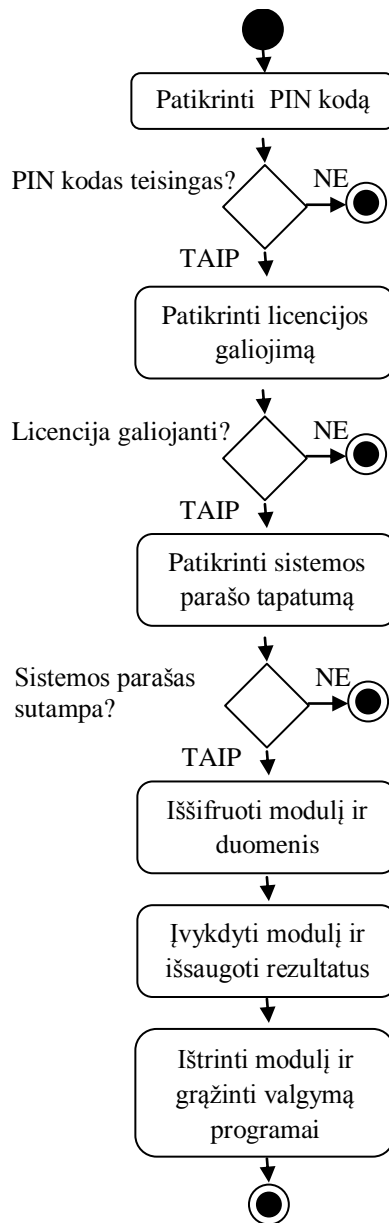 Patikrinti PIN kodą
PIN kodas teisingas?
NE
TAIP
Patikrinti licencijos
galiojimą
Licencija galiojanti?
NE
TAIP
Patikrinti sistemos
parašo tapatumą
Sistemos parašas
sutampa?
NE
TAIP
Iššifruoti modulį ir
duomenis
Įvykdyti modulį ir
išsaugoti rezultatus
Ištrinti modulį ir
grąžinti valgymą
programai